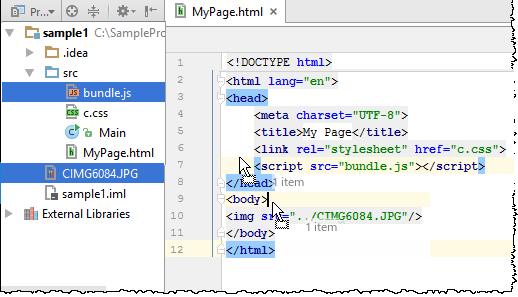 Pr...
MyPage.html
sample1 C:\SamplePro
.idea
src
bundle.js
c.css
Main
MyPage.html
CIMG6084.JPG
sample1.iml
External Libraries
1 <!DOCTYPE html>
2 <html lang="en">
3 <head>
4 <meta charset="UTF-8">
5 <title>My Page</title>
6 <link rel="stylesheet" href="c.css">
7 <script src="bundle.js"></script>
8 </head> 1 item
9 <body>
10 <img src="../CIMG6084.JPG"/>
1 item
11 </body>
12 </html>